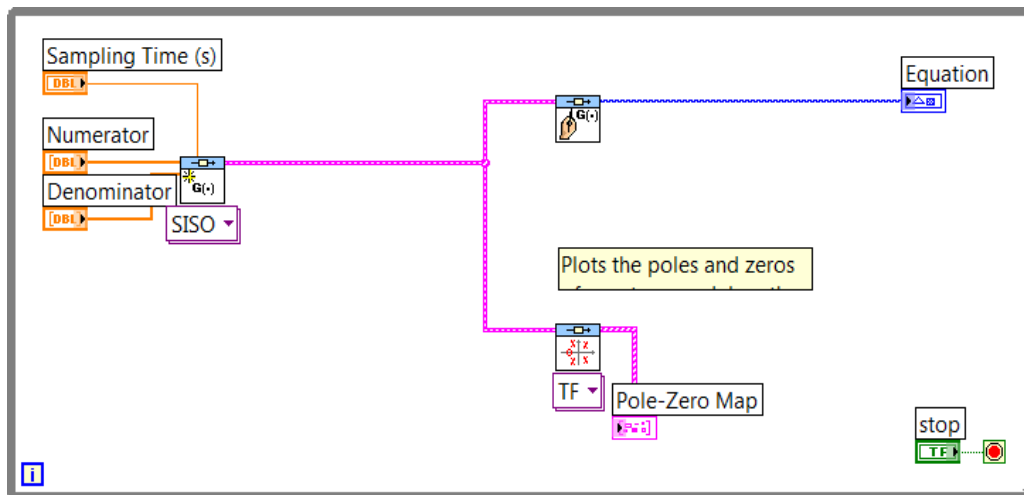 Sampling Time (s)
DBL
Equation
Numerator
[DBL]
G(•)
Denominator
G(•)
[DBL]
SISO
Plots the poles and zeros
TF
Pole-Zero Map
stop
TF
i